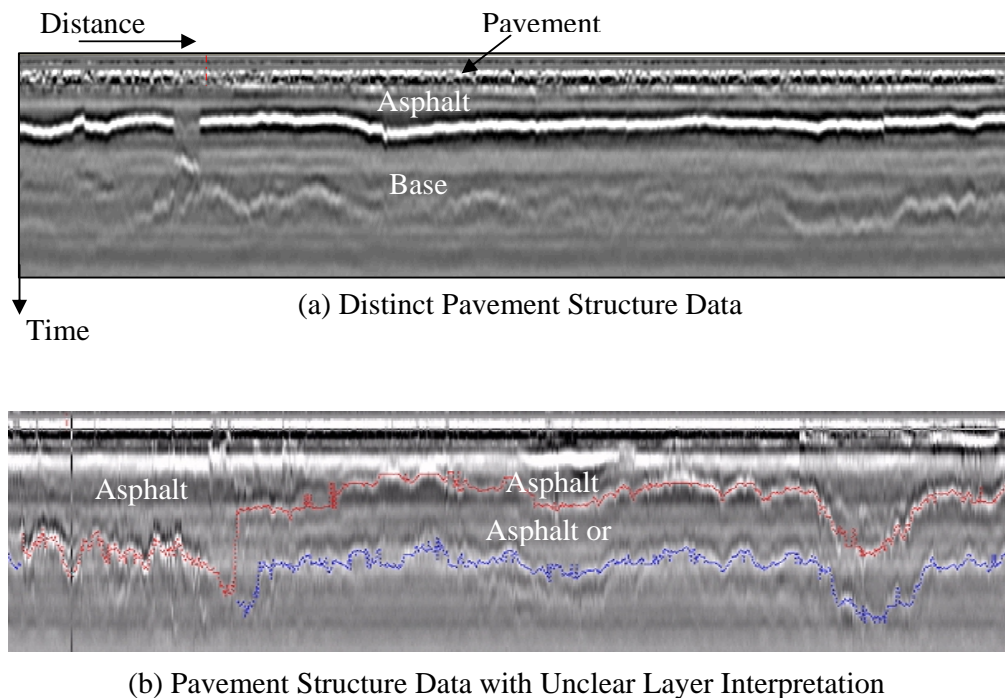 Distance
Pavement
Asphalt
Base
(a) Distinct Pavement Structure Data
Time
Asphalt
Asphalt
Asphalt or
(b) Pavement Structure Data with Unclear Layer Interpretation